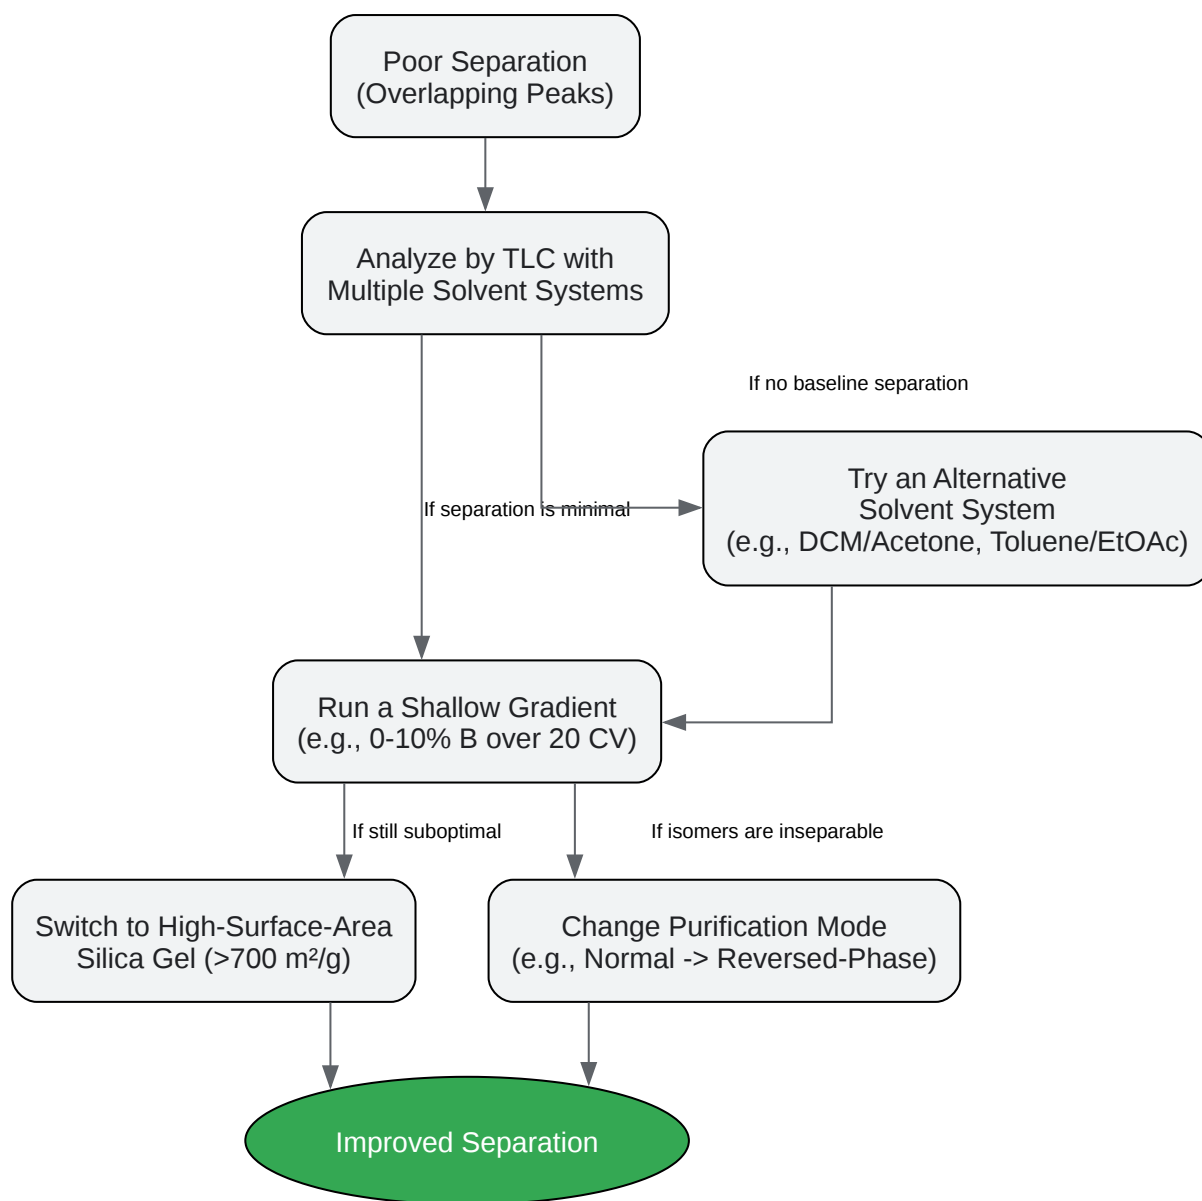 Poor Separation
(Overlapping Peaks)
Analyze by TLC with
Multiple Solvent Systems
If no baseline separation
Try an Alternative
Solvent System
(e.g., DCM/Acetone, Toluene/EtOAc)
If separation is minimal
Run a Shallow Gradient
(e.g., 0-10% B over 20 CV)
If still suboptimal
If isomers are inseparable
Switch to High-Surface-Area
Silica Gel (>700 m²/g)
Change Purification Mode
(e.g., Normal -> Reversed-Phase)
Improved Separation